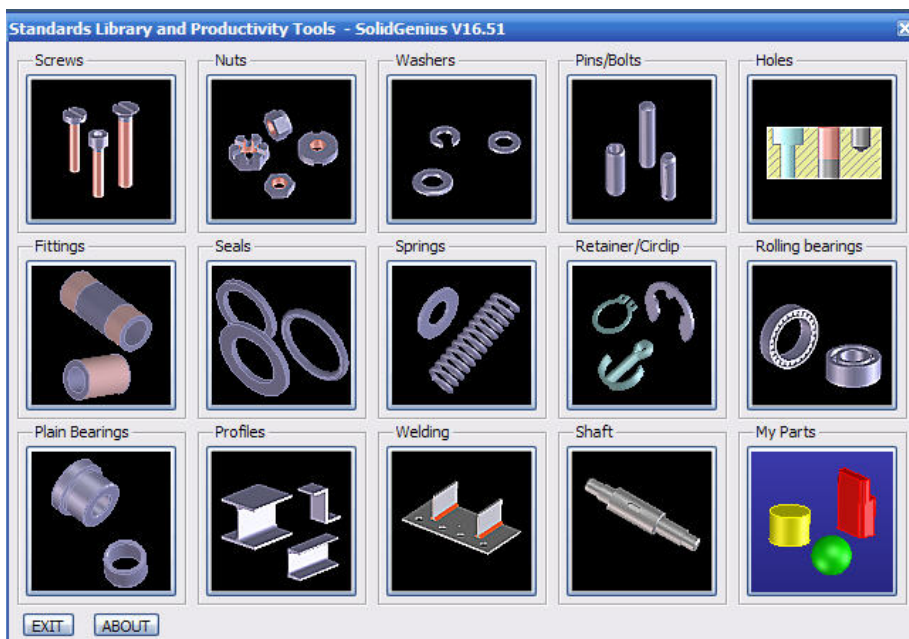 Standards Library and Productivity Tools - SolidGenius V16.51
Screws
Nuts
Washers
Pins/Bolts
Holes
Fittings
Seals
Springs
Retainer/Circlip
Rolling bearings
Plain Bearings
Profiles
Welding
Shaft
My Parts
EXIT
ABOUT